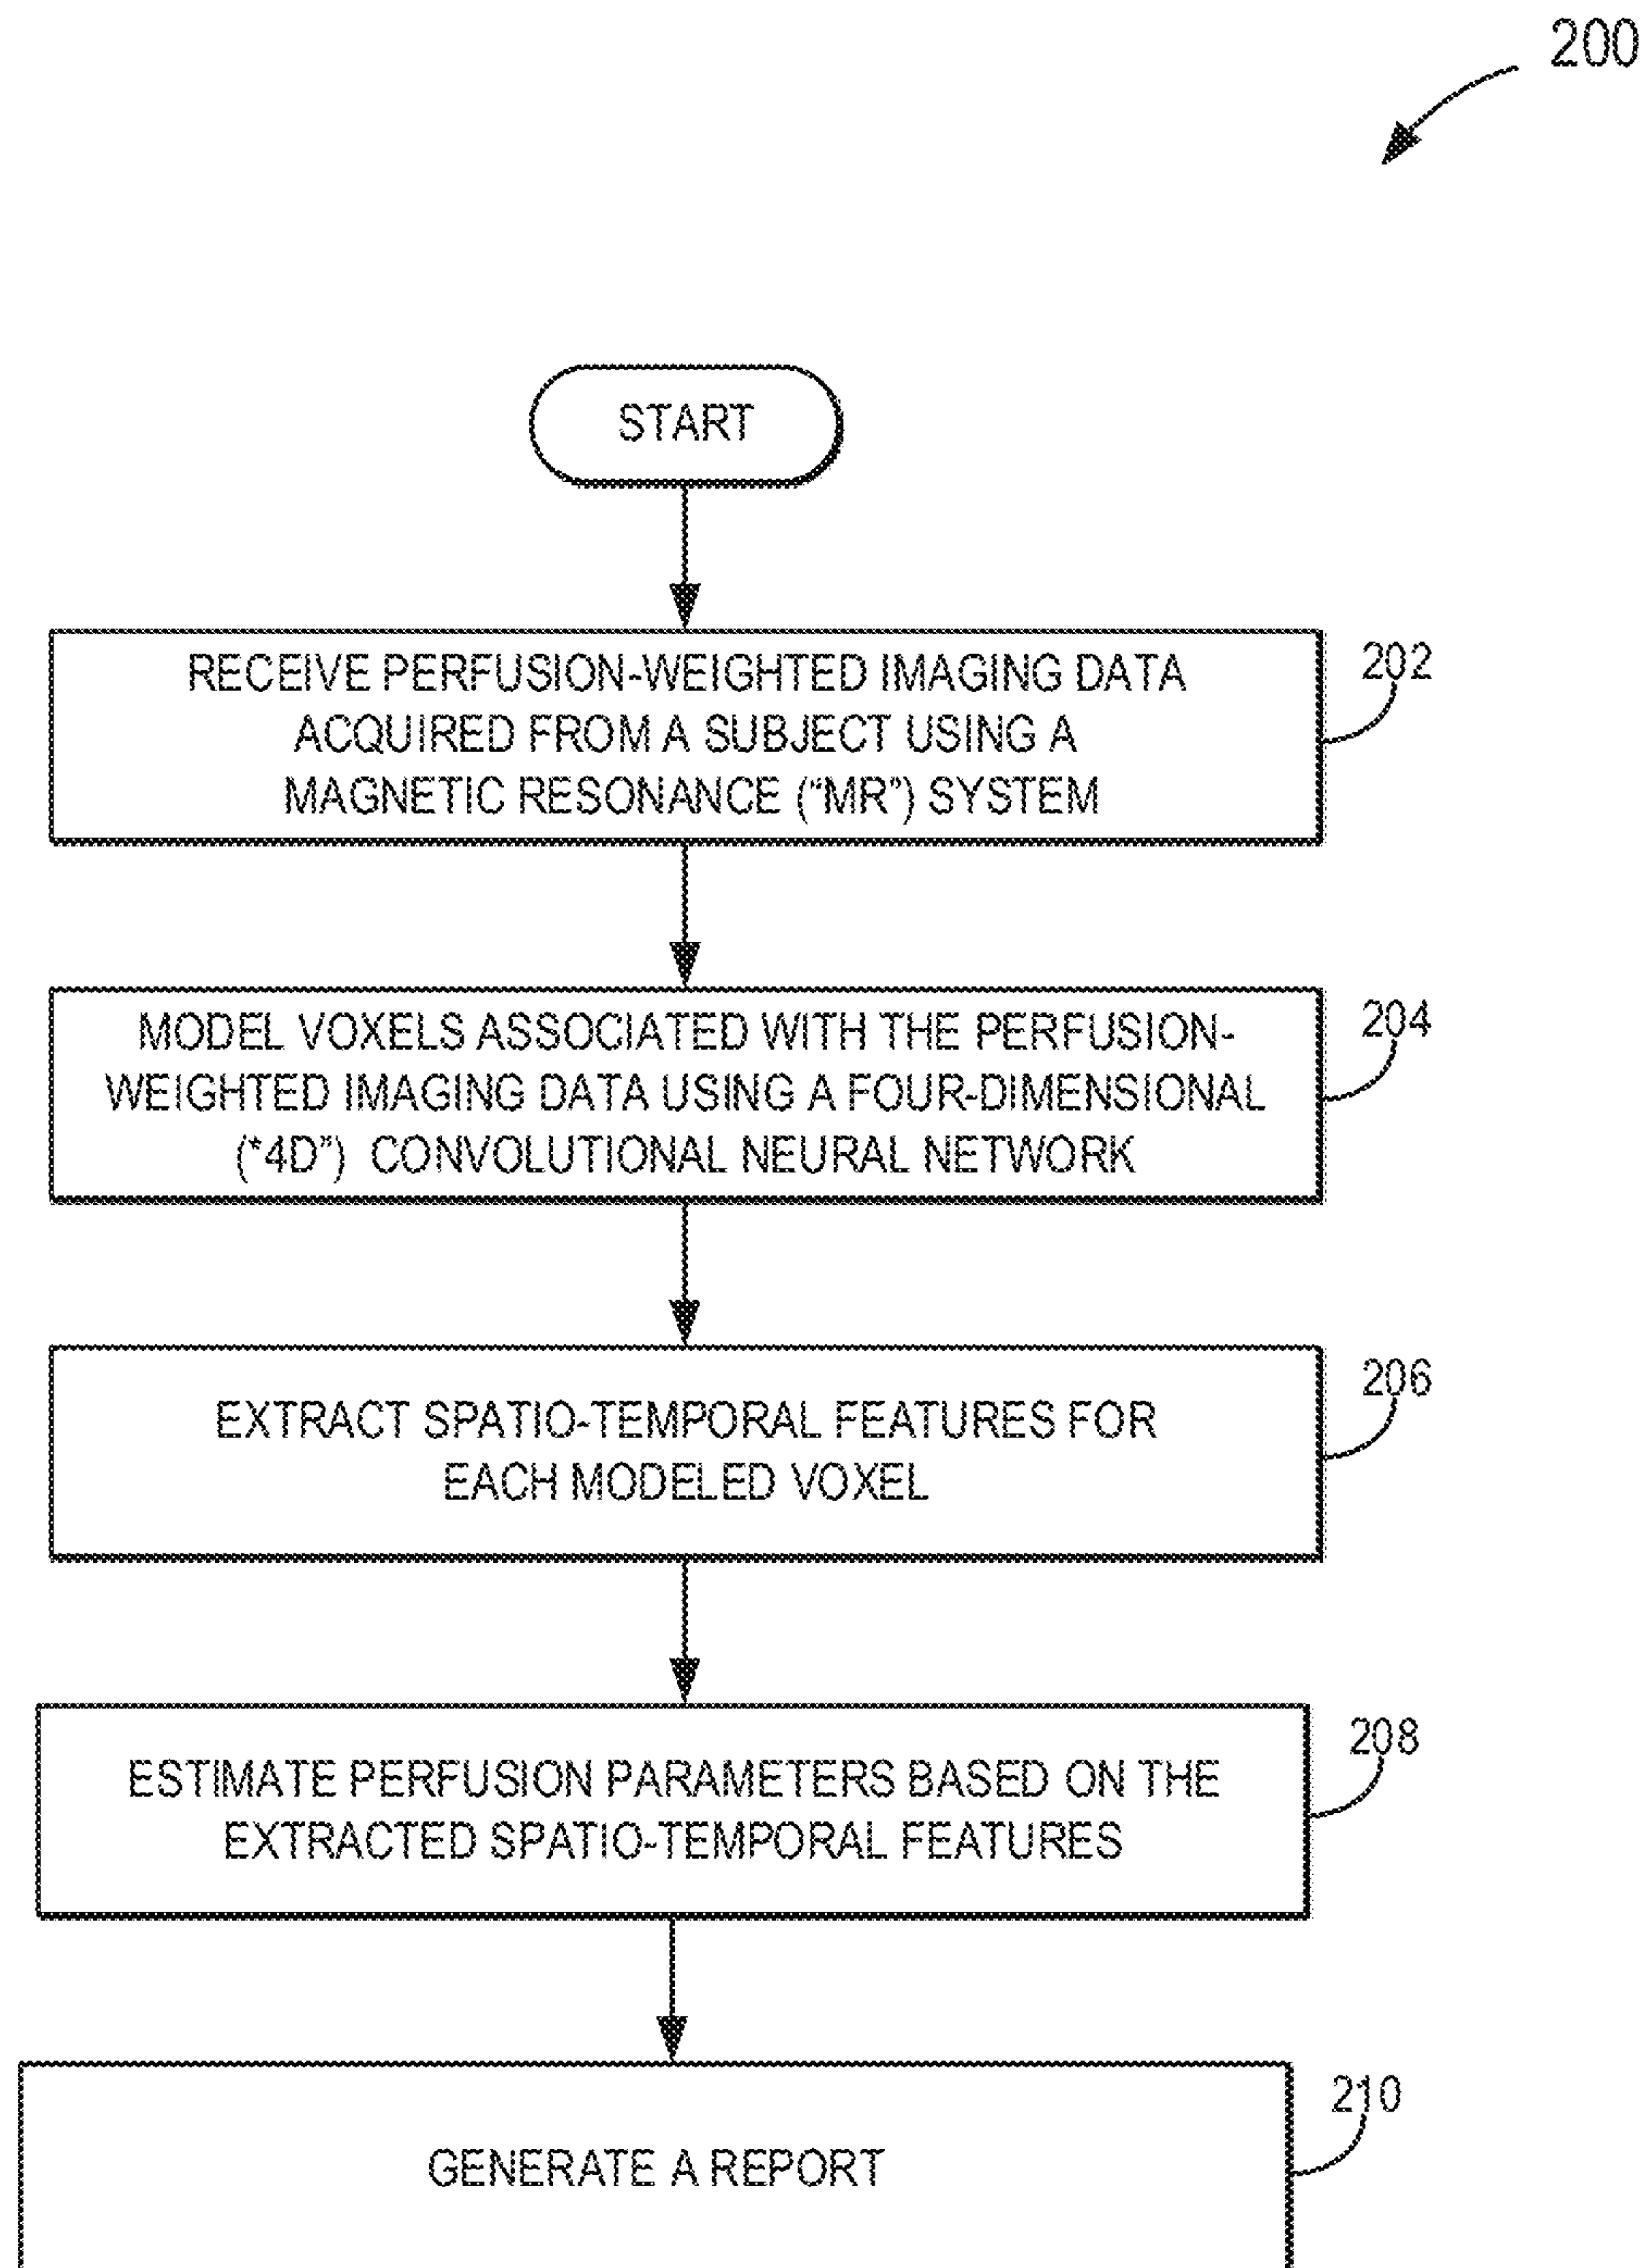 200
START
RECEIVE PERFUSION-WEIGHTED IMAGING DATA
ACQUIRED FROM A SUBJECT USING A
MAGNETIC RESONANCE (“MR”) SYSTEM
202
MODEL VOXELS ASSOCIATED WITH THE PERFUSION-
WEIGHTED IMAGING DATA USING A FOUR-DIMENSIONAL
(“4D”) CONVOLUTIONAL NEURAL NETWORK
204
EXTRACT SPATIO-TEMPORAL FEATURES FOR
EACH MODELED VOXEL
206
ESTIMATE PERFUSION PARAMETERS BASED ON THE
EXTRACTED SPATIO-TEMPORAL FEATURES
208
GENERATE A REPORT
210